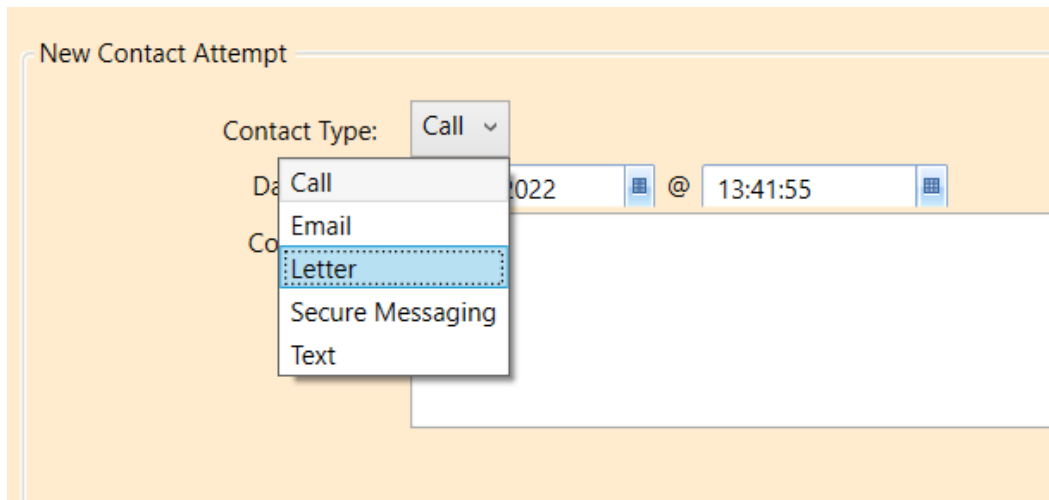 New Contact Attempt
Contact Type: Call
Call
2022 @ 13:41:55
Email
Letter
Secure Messaging
Text